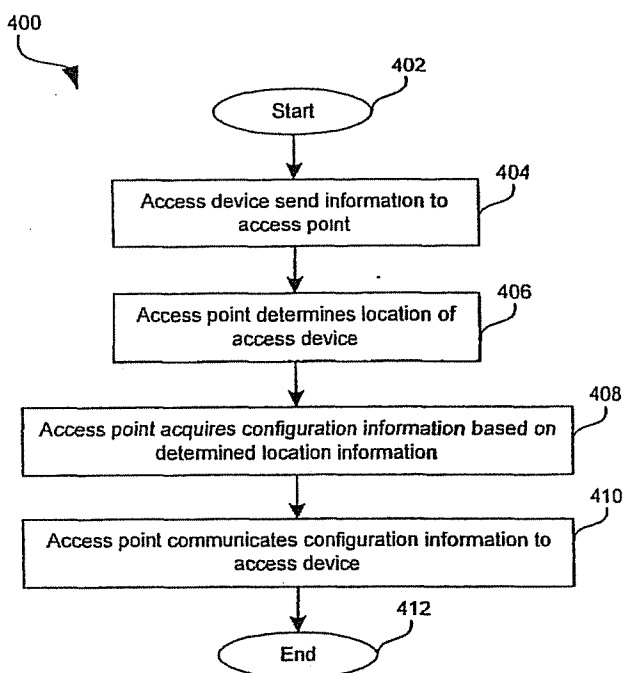 400
402
Start
404
Access device send information to
access point
406
Access point determines location of
access device
408
Access point acquires configuration information based on
determined location information
410
Access point communicates configuration information to
access device
412
End